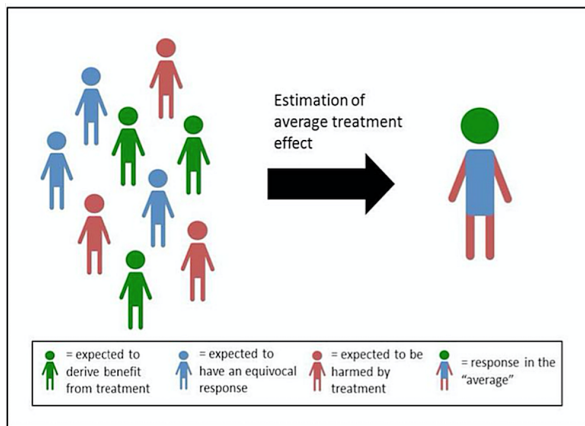 Estimation of
average treatment
effect
= expected to
derive benefit
from treatment
= expected to
have an equivocal
response
= expected to be
harmed by
treatment
= response in the
“average”